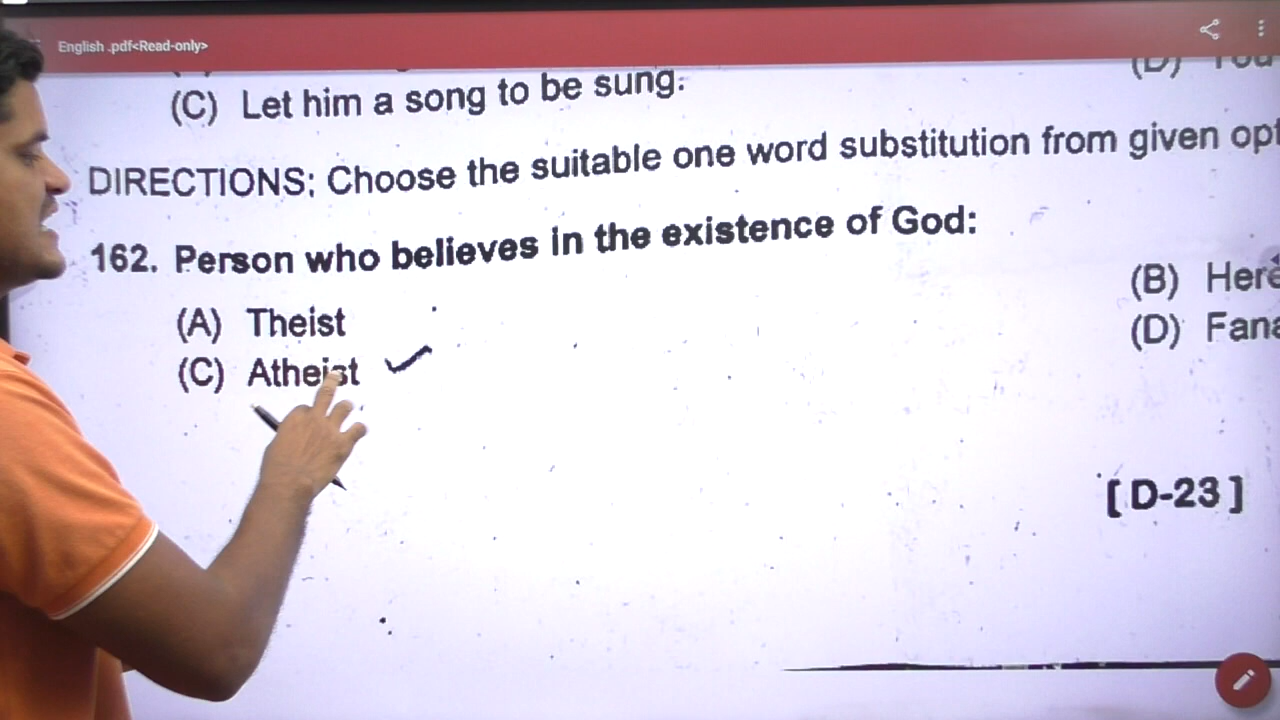 English .pdf<Read-only>
(C) Let him a song to be sung.
(D) You
DIRECTIONS: Choose the suitable one word substitution from given
162. Person who believes in the existence of God:
(A) Theist
(B)
(C) Atheist
(D)
[ D-23 ]